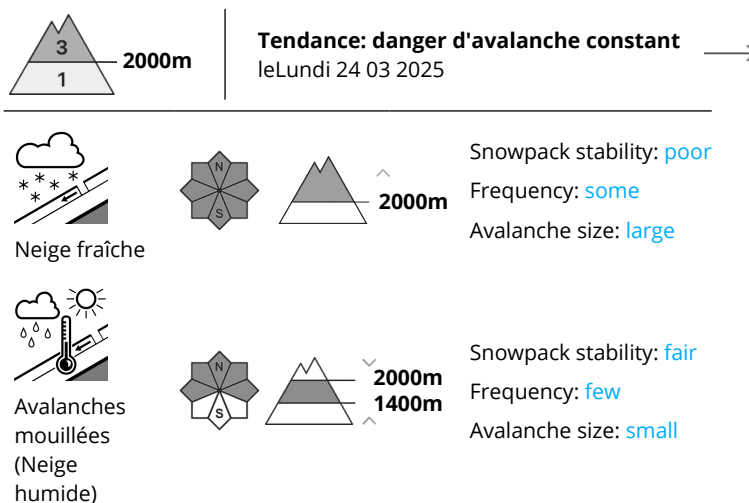 3
2000m
1
Tendance: danger d'avalanche constant
leLundi 24 03 2025
N
S
2000m
Snowpack stability: poor
Frequency: some
Avalanche size: large
Neige fraîche
N
S
2000m
1400m
Snowpack stability: fair
Frequency: few
Avalanche size: small
Avalanches
mouillées
(Neige
humide)